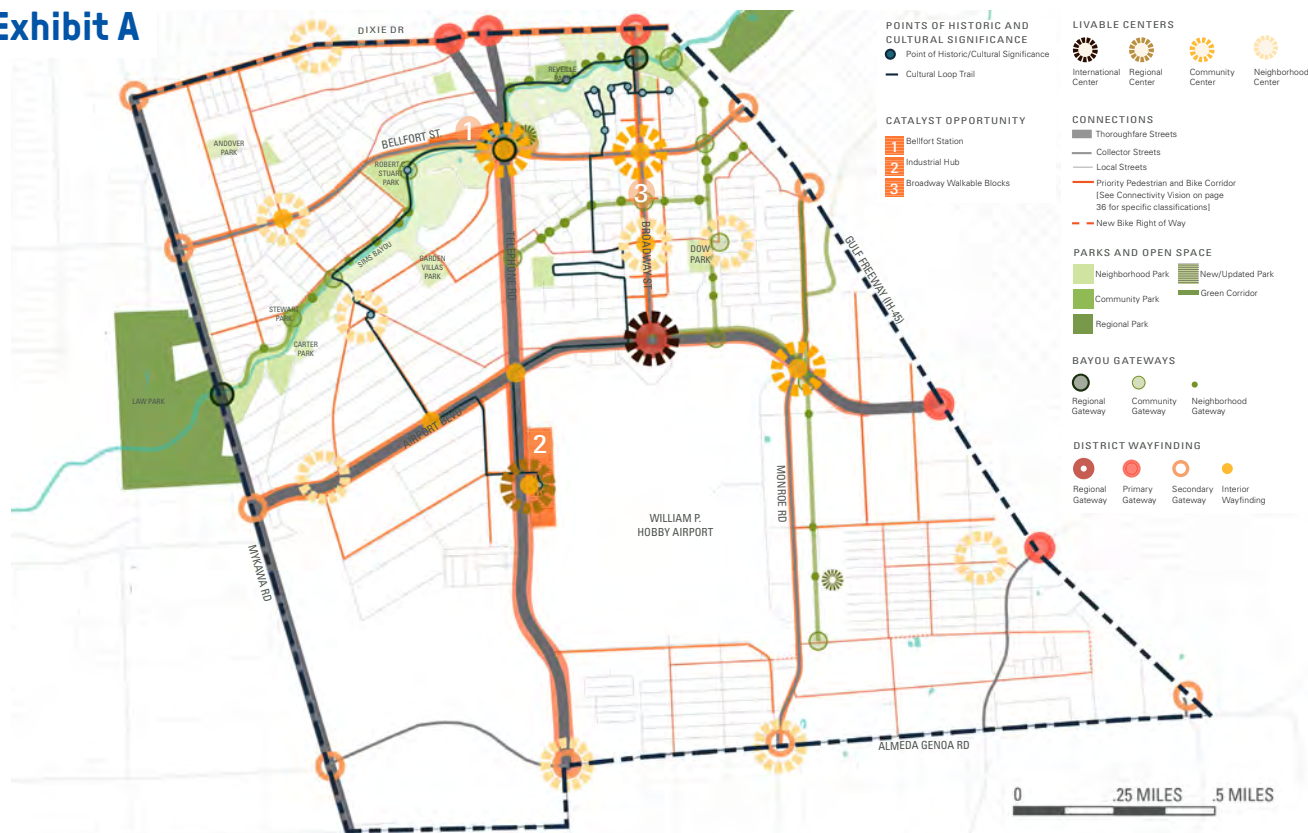 Exhibit A
DIXIE DR
REVEILLE
BELLFORT ST.
1
ANDOVER
PARK
ROBERT C.
STUART
PARK
3
BROADWAY ST
TELEPHONE RD
SIMS BAYOU
GARDEN
VILLAS
PARK
DOW
PARK
GULF FREEWAY (IH-45)
STEWART
PARK
CARTER
PARK
LAW PARK
AIRPORT BLVD
2
MONROE RD
WILLIAM P.
HOBBY AIRPORT
MYKAWA RD
ALMEDA GENOA RD
0 .25 MILES .5 MILES
POINTS OF HISTORIC AND
CULTURAL SIGNIFICANCE
Point of Historic/Cultural Significance
Cultural Loop Trail
CATALYST OPPORTUNITY
1 Bellfort Station
2 Industrial Hub
3 Broadway Walkable Blocks
LIVABLE CENTERS
International
Center
Regional
Center
Community
Center
Neighborhood
Center
CONNECTIONS
Thoroughfare Streets
Collector Streets
Local Streets
Priority Pedestrian and Bike Corridor
(See Connectivity Vision on page
36 for specific classifications)
New Bike Right of Way
PARKS AND OPEN SPACE
Neighborhood Park
New/Updated Park
Community Park
Green Corridor
Regional Park
BAYOU GATEWAYS
Regional
Gateway
Community
Gateway
Neighborhood
Gateway
DISTRICT WAYFINDING
Regional
Gateway
Primary
Gateway
Secondary
Gateway
Interior
Wayfinding